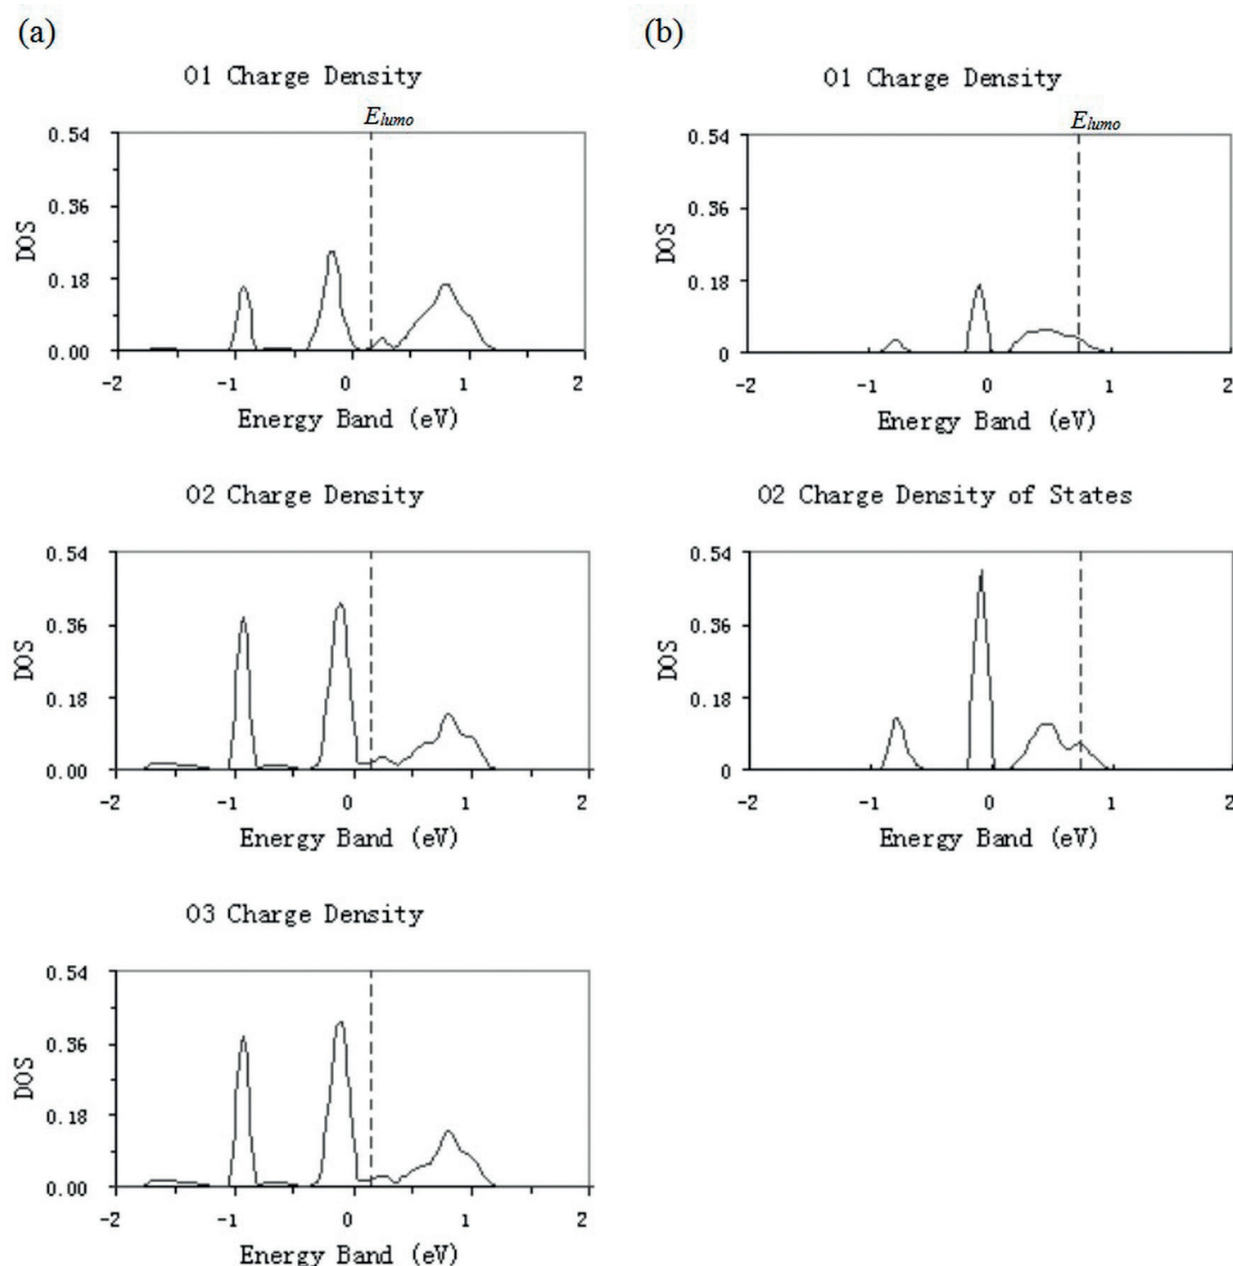 (a)
O1 Charge Density
E_lumo
0.54
0.36
0.18
0.00
DOS
-2 -1 0 1 2
Energy Band (eV)
O2 Charge Density
0.54
0.36
0.18
0.00
DOS
-2 -1 0 1 2
Energy Band (eV)
O3 Charge Density
0.54
0.36
0.18
0.00
DOS
-2 -1 0 1 2
Energy Band (eV)
(b)
O1 Charge Density
E_lumo
0.54
0.36
0.18
0
DOS
-2 -1 0 1 2
Energy Band (eV)
O2 Charge Density of States
0.54
0.36
0.18
0
DOS
-2 -1 0 1 2
Energy Band (eV)